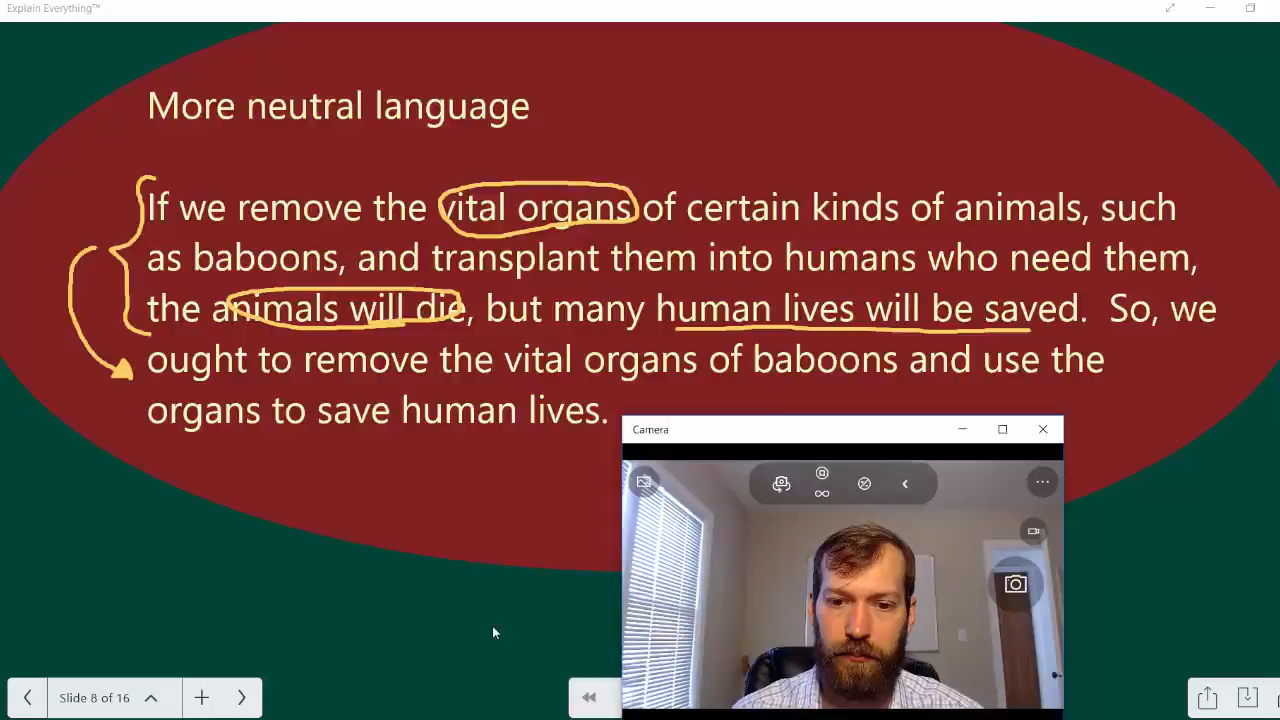 Explain Everything™
More neutral language
If we remove the vital organs of certain kinds of animals, such
as baboons, and transplant them into humans who need them,
the animals will die, but many human lives will be saved. So, we
ought to remove the vital organs of baboons and use the
organs to save human lives.
Camera
Slide 8 of 16